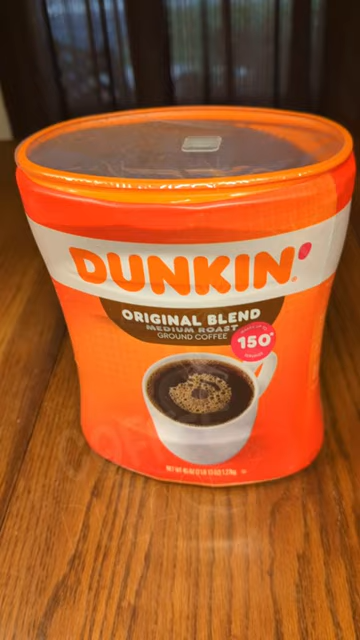 DUNKIN'
ORIGINAL BLEND
MEDIUM ROAST
GROUND COFFEE
150*